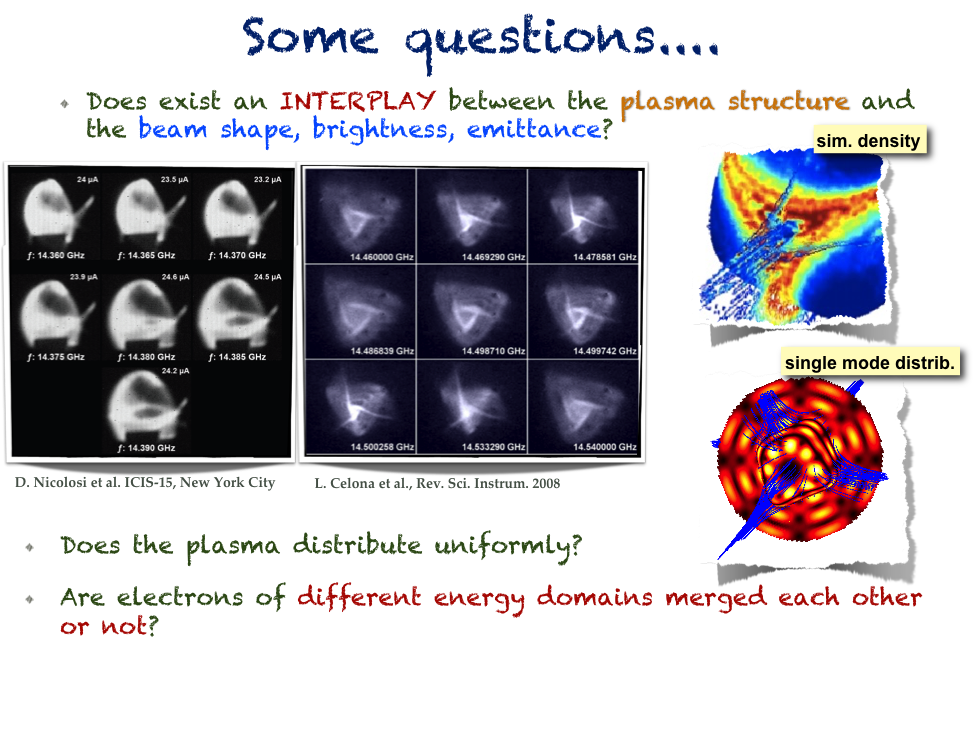 Some questions....
Does exist an INTERPLAY between the plasma structure and
the beam shape, brightness, emittance?
sim. density
24 µA
23.5 µA
23.2 µA
f: 14.360 GHz
f: 14.365 GHz
f: 14.370 GHz
23.9 µA
24.6 µA
24.5 µA
f: 14.375 GHz
f: 14.380 GHz
f: 14.385 GHz
24.2 µA
f: 14.390 GHz
14.460000 GHz
14.469290 GHz
14.478581 GHz
14.486839 GHz
14.498710 GHz
14.499742 GHz
14.500258 GHz
14.533290 GHz
14.540000 GHz
single mode distrib.
D. Nicolosi et al. ICIS-15, New York City
L. Celona et al., Rev. Sci. Instrum. 2008
Does the plasma distribute uniformly?
Are electrons of different energy domains merged each other
or not?